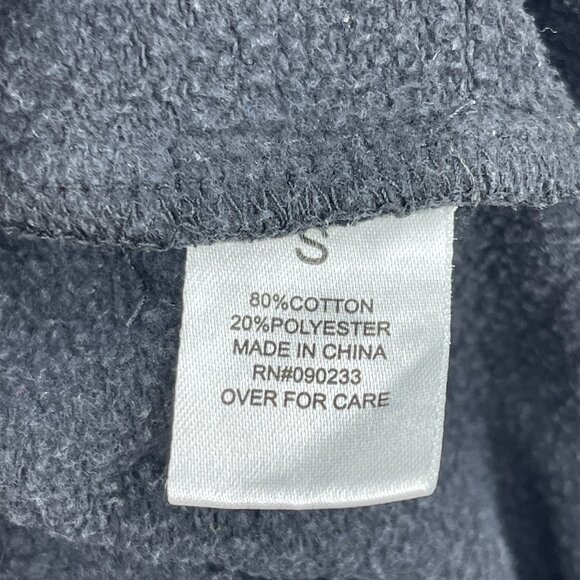 S
80%COTTON
20%POLYESTER
MADE IN CHINA
RN#090233
OVER FOR CARE